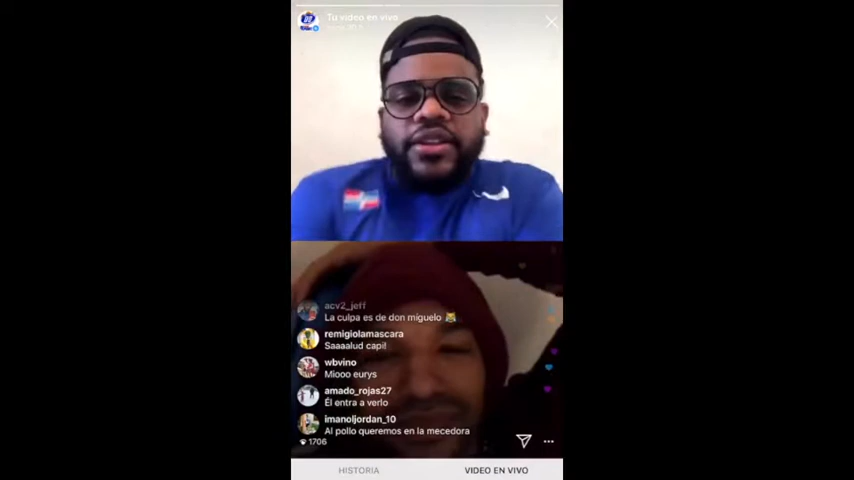 Tu video en vivo
acv2_jeff
La culpa es de don miguelo 😹
remigiolamascara
Saaaalud capi!
wbvino
Miooo eurys
amado_rojas27
Él entra a verlo
imanoljordan_10
Al pollo queremos en la mecedora
1706
HISTORIA
VIDEO EN VIVO